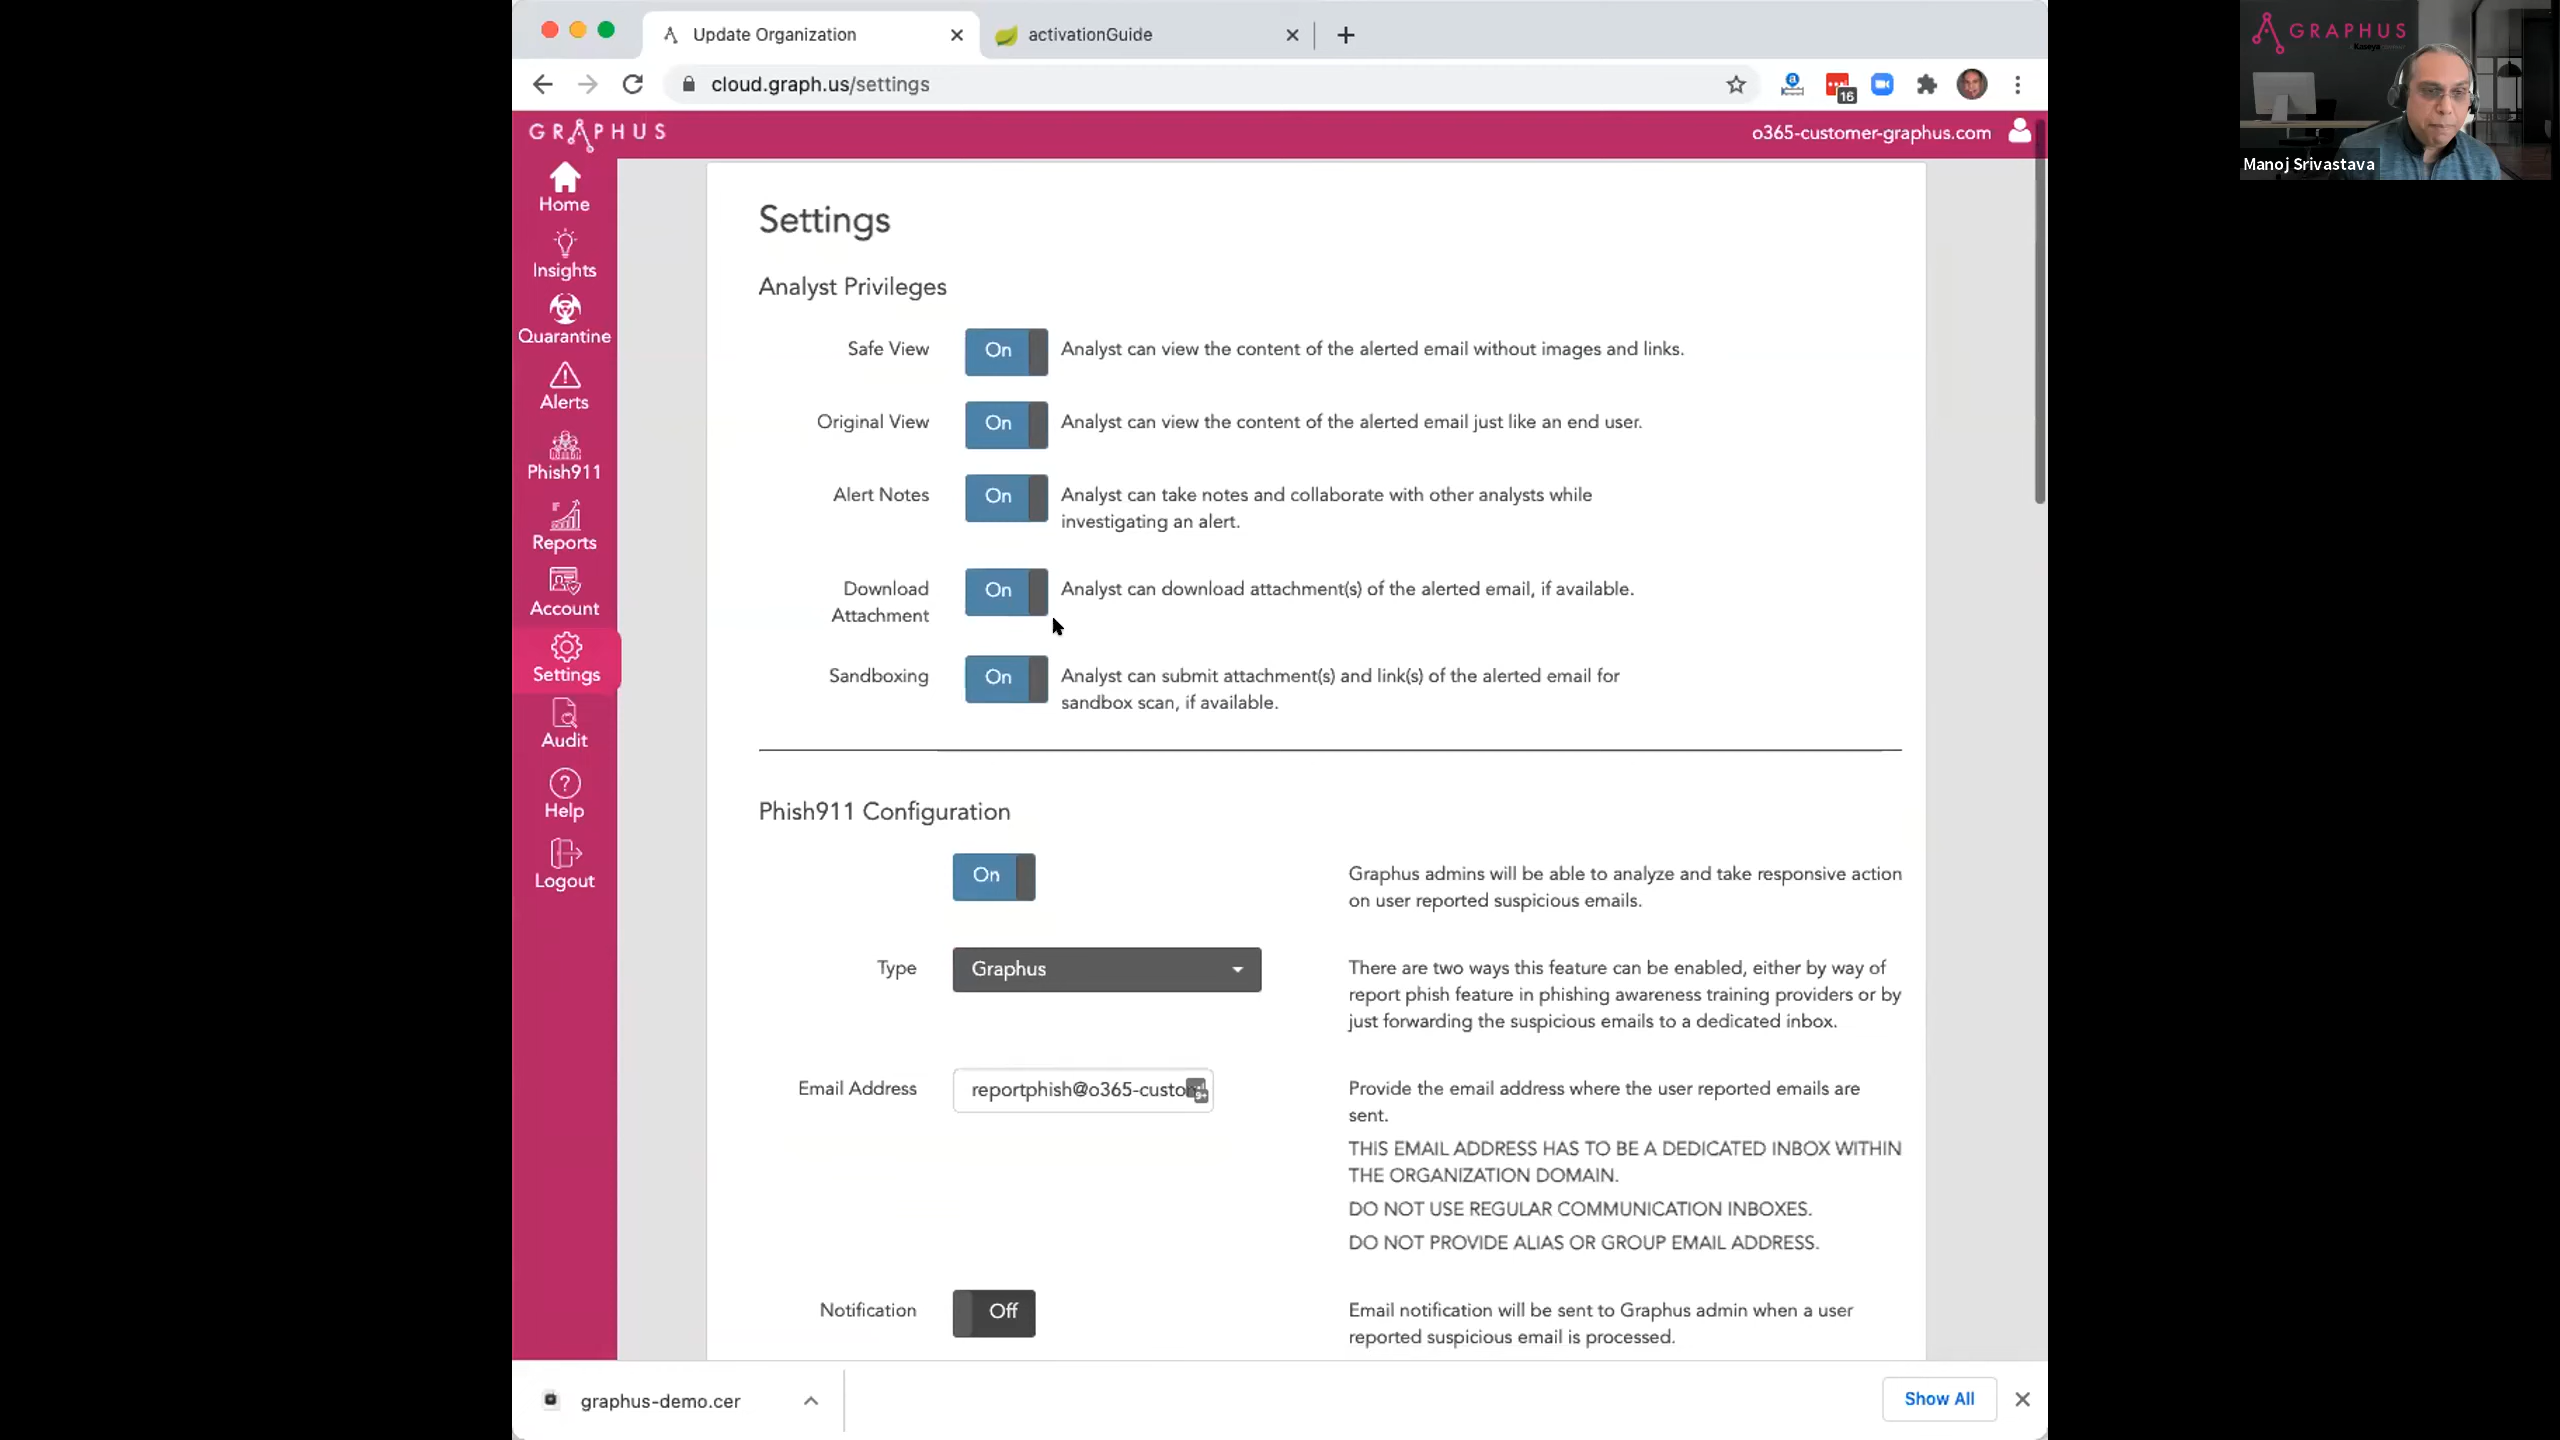 Update Organization
activationGuide
cloud.graph.us/settings
16
GRAPHUS
o365-customer-graphus.com
Home
Insights
Quarantine
Alerts
Phish911
Reports
Account
Settings
Audit
Help
Logout
Settings
Analyst Privileges
Safe View
On
Analyst can view the content of the alerted email without images and links.
Original View
On
Analyst can view the content of the alerted email just like an end user.
Alert Notes
On
Analyst can take notes and collaborate with other analysts while
investigating an alert.
Download
Attachment
On
Analyst can download attachment(s) of the alerted email, if available.
Sandboxing
On
Analyst can submit attachment(s) and link(s) of the alerted email for
sandbox scan, if available.
Phish911 Configuration
On
Graphus admins will be able to analyze and take responsive action
on user reported suspicious emails.
Type
Graphus
There are two ways this feature can be enabled, either by way of
report phish feature in phishing awareness training providers or by
just forwarding the suspicious emails to a dedicated inbox.
Email Address
reportphish@o365-custo
9+
Provide the email address where the user reported emails are
sent.
THIS EMAIL ADDRESS HAS TO BE A DEDICATED INBOX WITHIN
THE ORGANIZATION DOMAIN.
DO NOT USE REGULAR COMMUNICATION INBOXES.
DO NOT PROVIDE ALIAS OR GROUP EMAIL ADDRESS.
Notification
Off
Email notification will be sent to Graphus admin when a user
reported suspicious email is processed.
graphus-demo.cer
Show All
GRAPHUS
Kaseya
Manoj Srivastava